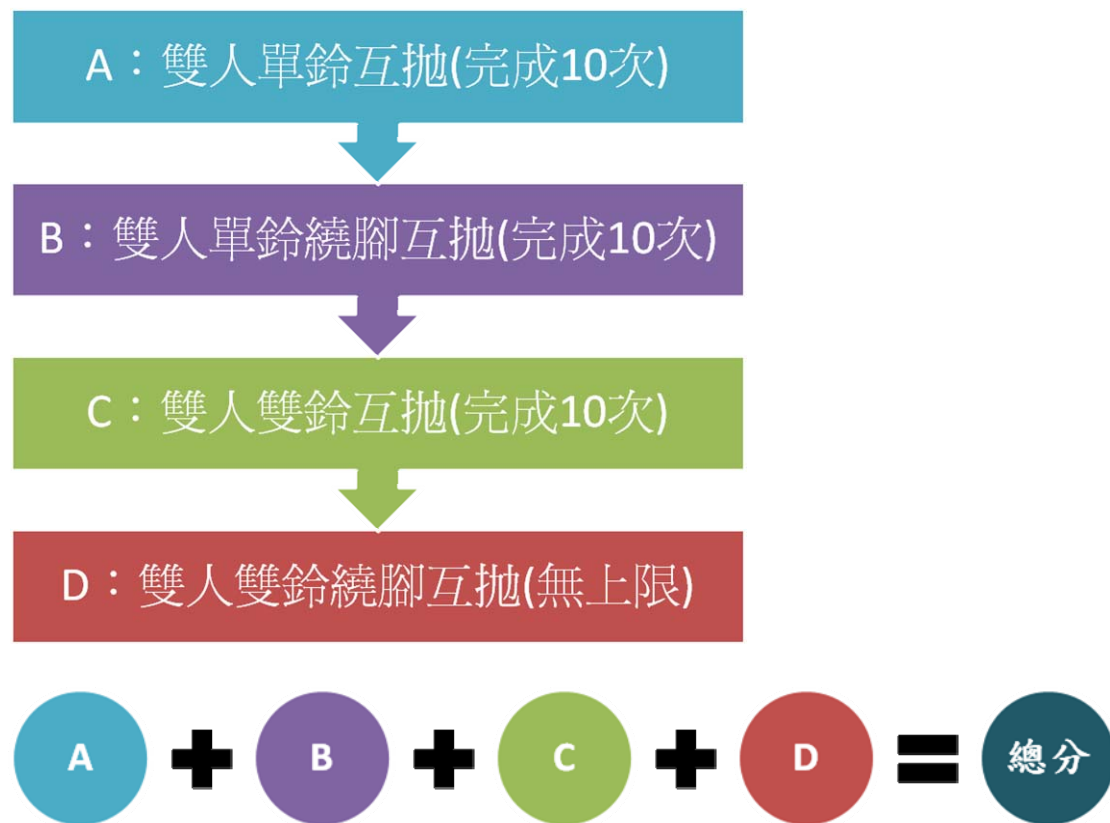 A：雙人單鈴互拋(完成10次)
B：雙人單鈴繞腳互拋(完成10次)
C：雙人雙鈴互拋(完成10次)
D：雙人雙鈴繞腳互拋(無上限)
A + B + C + D = 總分